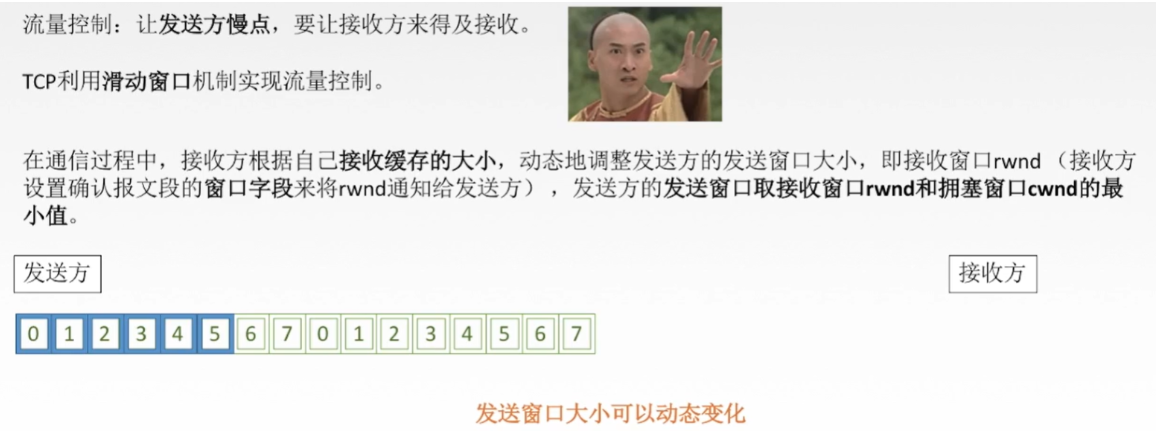 流量控制：让发送方慢点，要让接收方来得及接收。
TCP利用滑动窗口机制实现流量控制。
在通信过程中，接收方根据自己接收缓存的大小，动态地调整发送方的发送窗口大小，即接收窗口rwnd（接收方
设置确认报文段的窗口字段来将rwnd通知给发送方），发送方的发送窗口取接收窗口rwnd和拥塞窗口cwnd的最
小值。
发送方
接收方
0 1 2 3 4 5 6 7 0 1 2 3 4 5 6 7
发送窗口大小可以动态变化